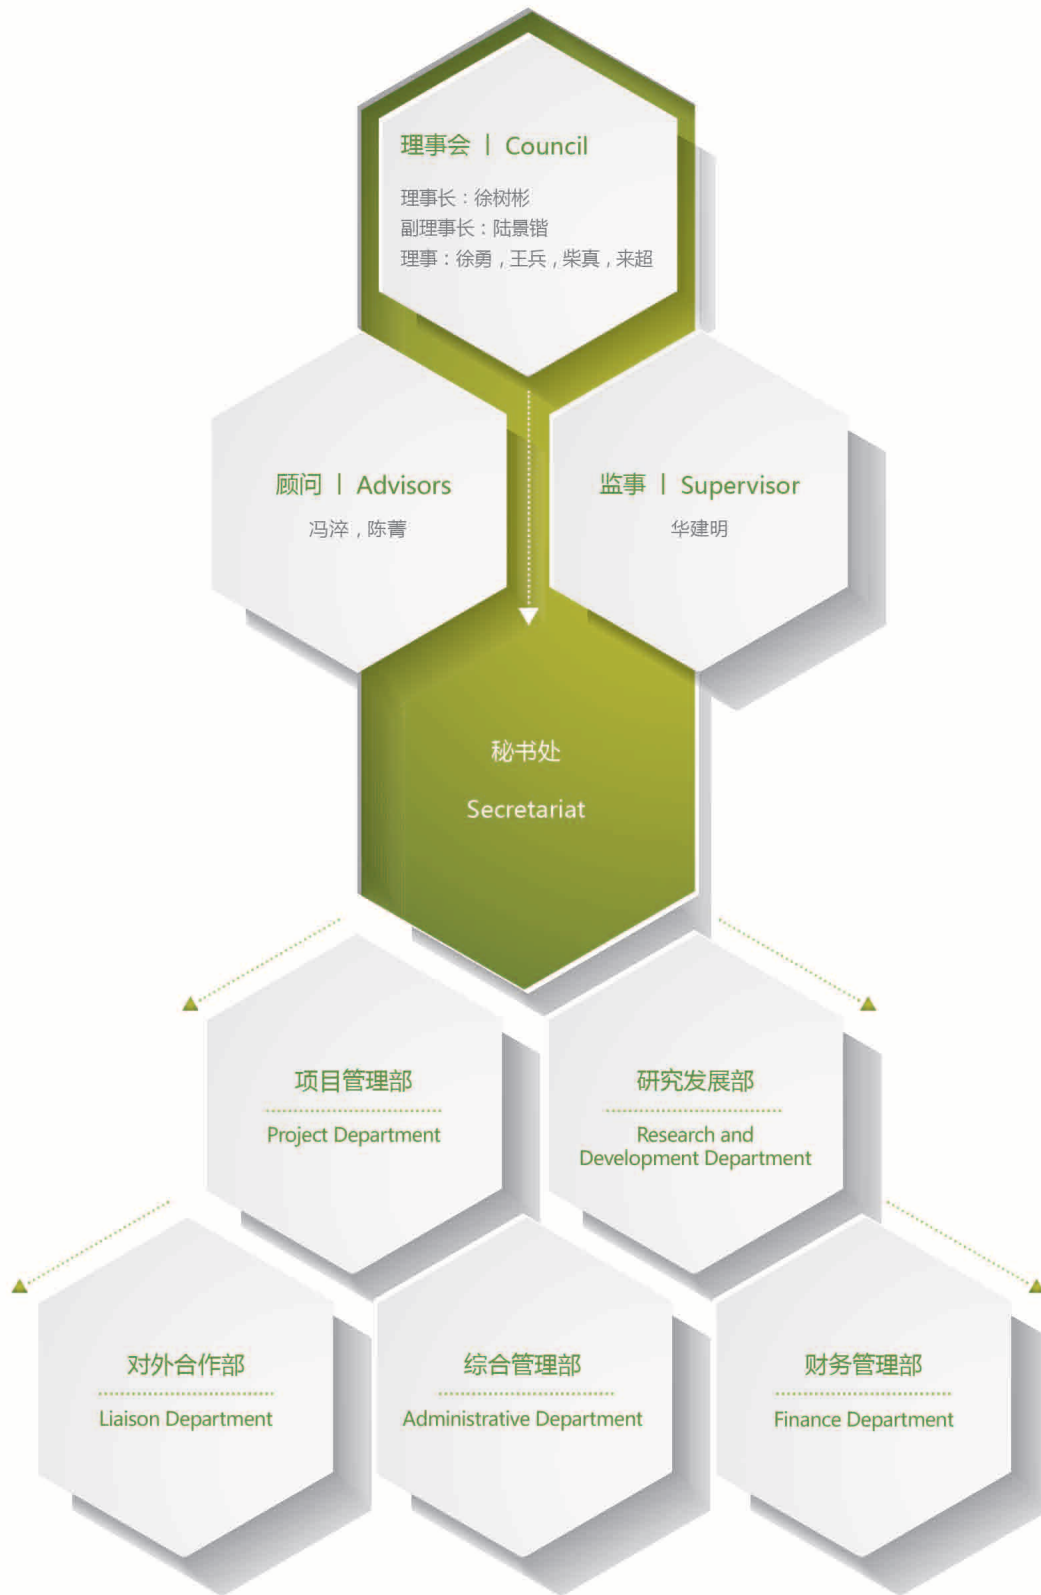 理事会 | Council
理事长：徐树彬
副理事长：陆景锴
理事：徐勇，王兵，柴真，来超
顾问 | Advisors
冯淬，陈菁
监事 | Supervisor
华建明
秘书处
Secretariat
项目管理部
Project Department
研究发展部
Research and
Development Department
对外合作部
Liaison Department
综合管理部
Administrative Department
财务管理部
Finance Department